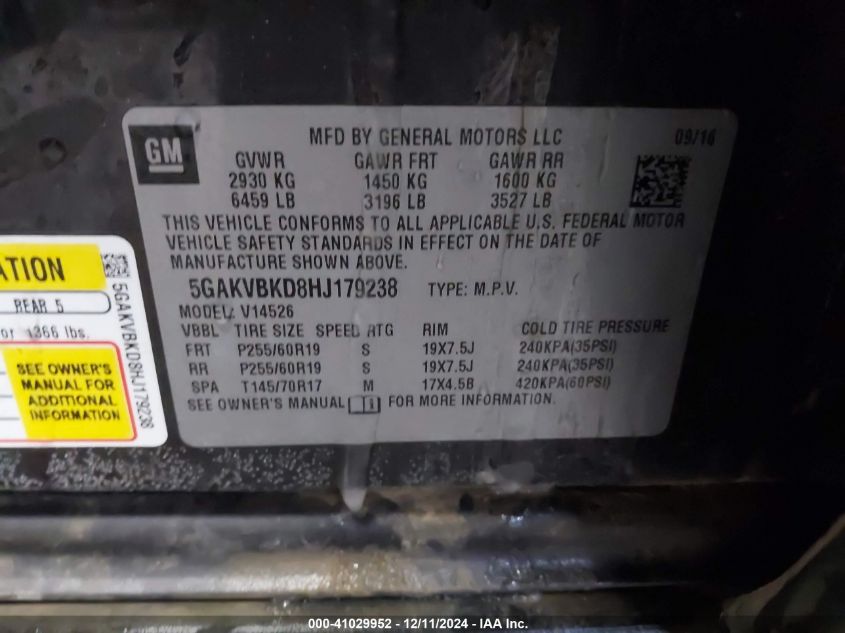 GM
MFD BY GENERAL MOTORS LLC 09/16
GVWR GAWR FRT GAWR RR
2930 KG 1450 KG 1600 KG
6459 LB 3196 LB 3527 LB
THIS VEHICLE CONFORMS TO ALL APPLICABLE U.S. FEDERAL MOTOR
VEHICLE SAFETY STANDARDS IN EFFECT ON THE DATE OF
MANUFACTURE SHOWN ABOVE.
5GAKVBKD8HJ179238 TYPE: M.P.V.
MODEL: V14526
VBBL TIRE SIZE SPEED RTG RIM COLD TIRE PRESSURE
FRT P255/60R19 S 19X7.5J 240KPA(35PSI)
RR P255/60R19 S 19X7.5J 240KPA(35PSI)
SPA T145/70R17 M 17X4.5B 420KPA(60PSI)
SEE OWNER'S MANUAL i FOR MORE INFORMATION.
ATION
REAR 5
or 1366 lbs.
SEE OWNER'S
MANUAL FOR
ADDITIONAL
INFORMATION
5GAKVBKD8HJ179238
000-41029952 - 12/11/2024 - IAA Inc.